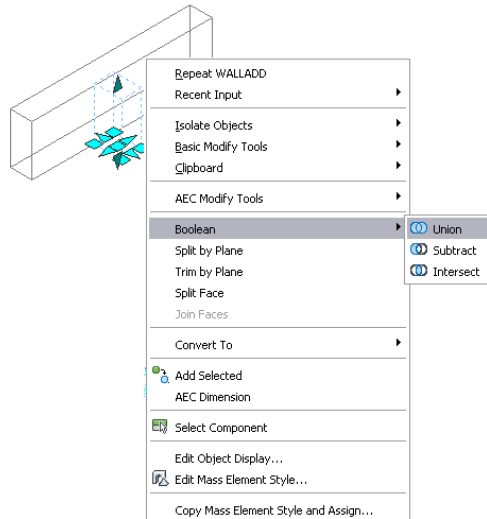 Repeat WALLADD
Recent Input
Isolate Objects
Basic Modify Tools
Clipboard
AEC Modify Tools
Boolean
Union
Subtract
Intersect
Split by Plane
Trim by Plane
Split Face
Join Faces
Convert To
Add Selected
AEC Dimension
Select Component
Edit Object Display...
Edit Mass Element Style...
Copy Mass Element Style and Assign...